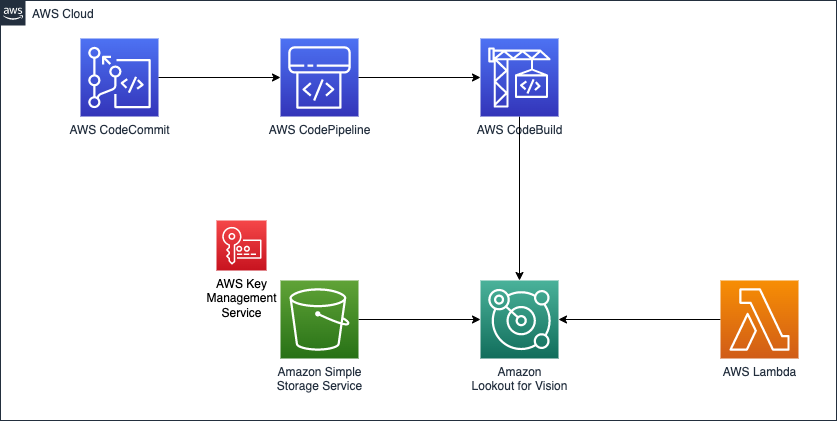 aws
AWS Cloud
AWS CodeCommit
AWS CodePipeline
AWS CodeBuild
AWS Key
Management
Service
Amazon Simple
Storage Service
Amazon
Lookout for Vision
AWS Lambda